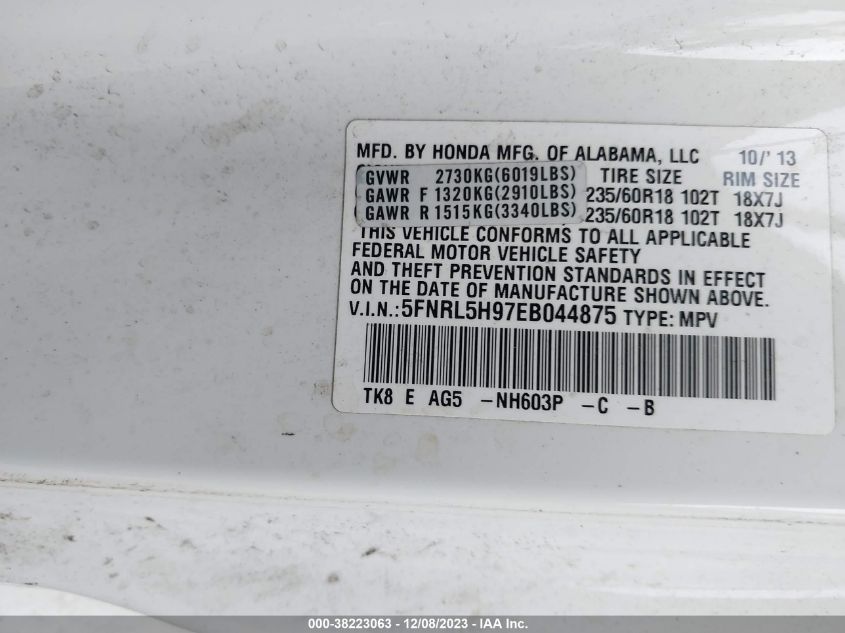 MFD. BY HONDA MFG. OF ALABAMA, LLC 10/' 13
GVWR 2730KG(6019LBS) TIRE SIZE RIM SIZE
GAWR F 1320KG(2910LBS) 235/60R18 102T 18X7J
GAWR R 1515KG(3340LBS) 235/60R18 102T 18X7J
THIS VEHICLE CONFORMS TO ALL APPLICABLE
FEDERAL MOTOR VEHICLE SAFETY
AND THEFT PREVENTION STANDARDS IN EFFECT
ON THE DATE OF MANUFACTURE SHOWN ABOVE.
V.I.N.:5FNRL5H97EB044875 TYPE: MPV
TK8 E AG5 -NH603P -C -B
000-38223063 - 12/08/2023 - © IAA Inc.